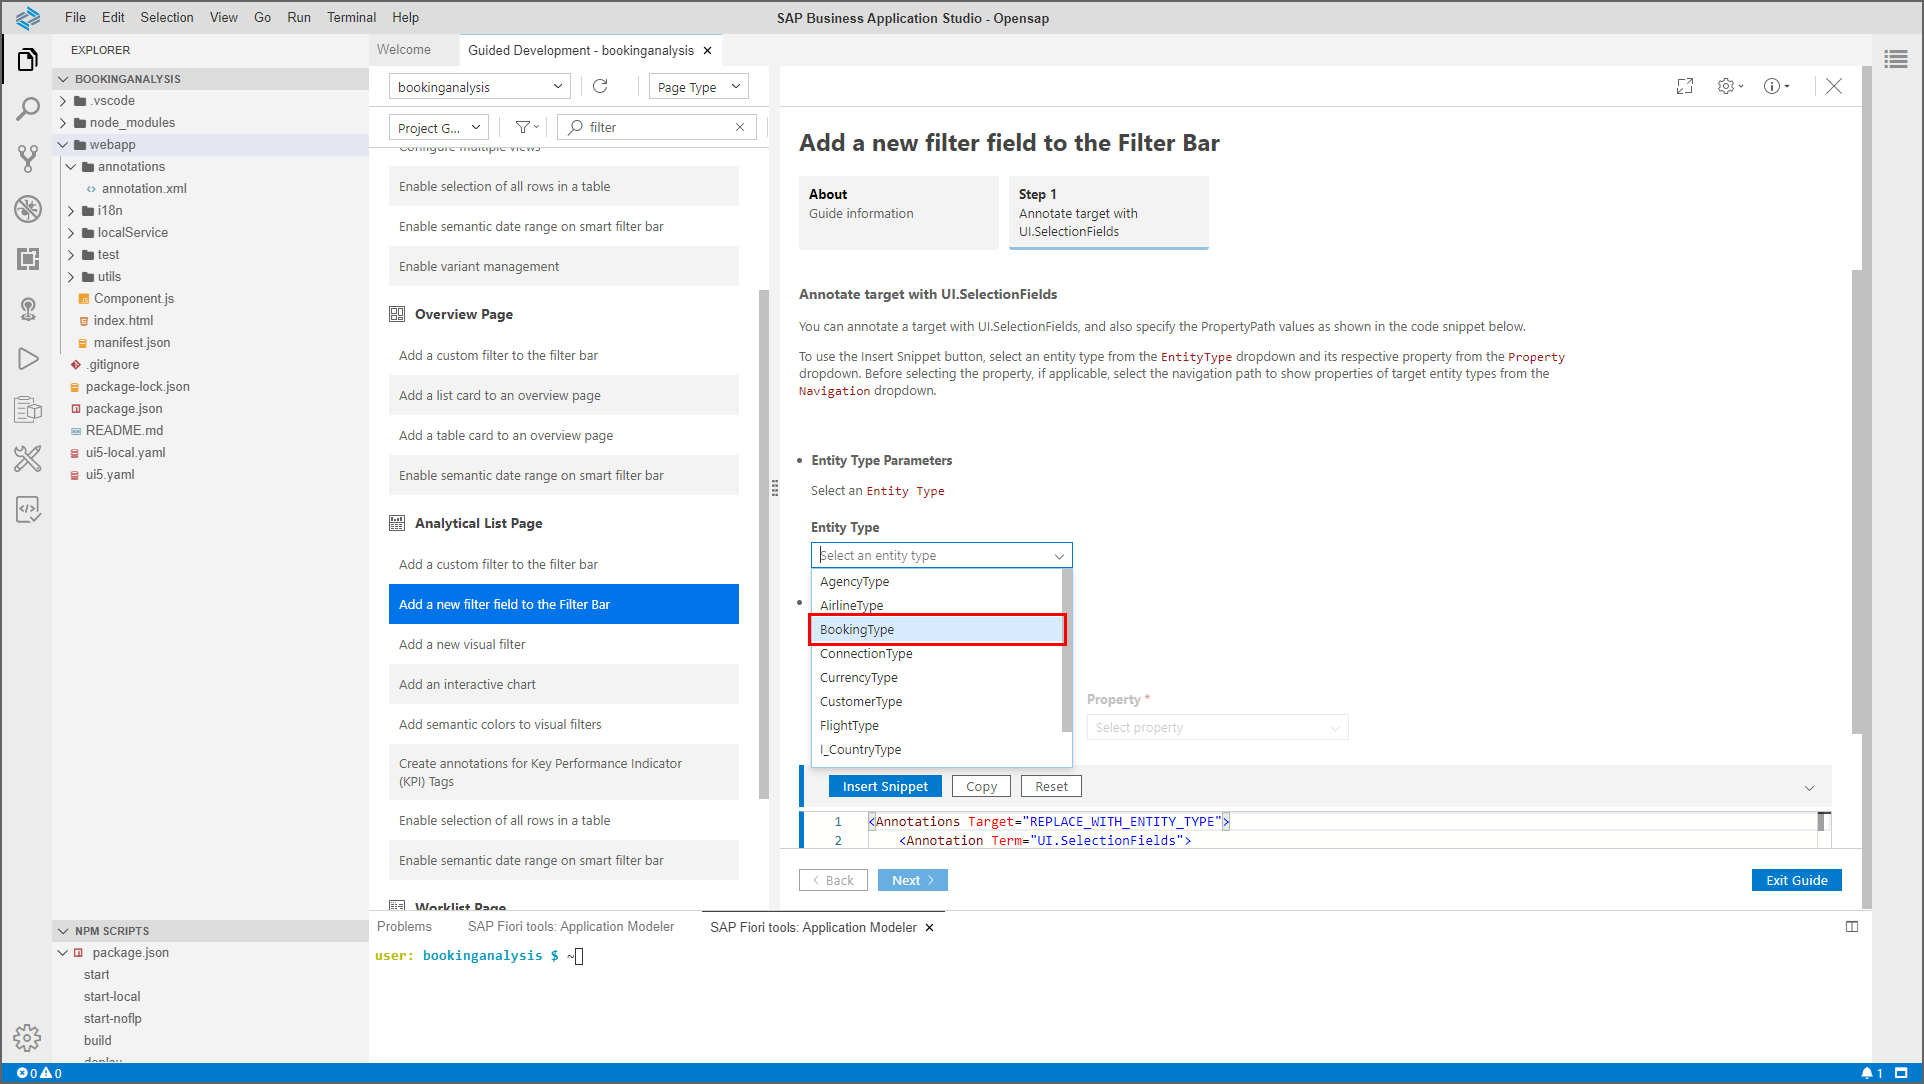 File Edit Selection View Go Run Terminal Help
SAP Business Application Studio - Opensap
EXPLORER
BOOKINGANALYSIS
.vscode
node_modules
webapp
annotations
annotation.xml
i18n
localService
test
utils
Component.js
index.html
manifest.json
.gitignore
package-lock.json
package.json
README.md
ui5-local.yaml
ui5.yaml
NPM SCRIPTS
package.json
start
start-local
start-noflp
build
deploy
Welcome
Guided Development - bookinganalysis
bookinganalysis
Page Type
Project G...
filter
Configure multiple views
Enable selection of all rows in a table
Enable semantic date range on smart filter bar
Enable variant management
Overview Page
Add a custom filter to the filter bar
Add a list card to an overview page
Add a table card to an overview page
Enable semantic date range on smart filter bar
Analytical List Page
Add a custom filter to the filter bar
Add a new filter field to the Filter Bar
Add a new visual filter
Add an interactive chart
Add semantic colors to visual filters
Create annotations for Key Performance Indicator
(KPI) Tags
Enable selection of all rows in a table
Enable semantic date range on smart filter bar
Worklist Page
Add a new filter field to the Filter Bar
About
Guide information
Step 1
Annotate target with
UI.SelectionFields
Annotate target with UI.SelectionFields
You can annotate a target with UI.SelectionFields, and also specify the PropertyPath values as shown in the code snippet below.
To use the Insert Snippet button, select an entity type from the EntityType dropdown and its respective property from the Property
dropdown. Before selecting the property, if applicable, select the navigation path to show properties of target entity types from the
Navigation dropdown.
Entity Type Parameters
Select an Entity Type
Entity Type
Select an entity type
AgencyType
AirlineType
BookingType
ConnectionType
CurrencyType
CustomerType
FlightType
I_CountryType
Property *
Select property
Insert Snippet Copy Reset
1 <Annotations Target="REPLACE_WITH_ENTITY_TYPE">
2 <Annotation Term="UI.SelectionFields">
Back Next Exit Guide
Problems SAP Fiori tools: Application Modeler SAP Fiori tools: Application Modeler
user: bookinganalysis $ ~
0 0 1